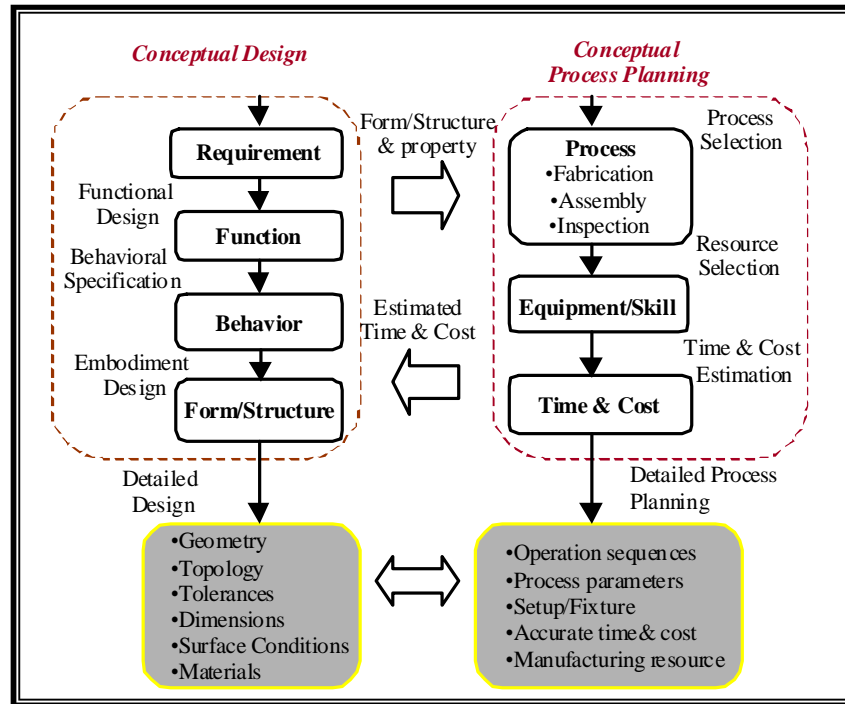 Conceptual Design
Requirement
Functional
Design
Function
Behavioral
Specification
Behavior
Embodiment
Design
Form/Structure
Detailed
Design
•Geometry
•Topology
•Tolerances
•Dimensions
•Surface Conditions
•Materials
Form/Structure
& property
Estimated
Time & Cost
Conceptual
Process Planning
Process
Selection
Process
•Fabrication
•Assembly
•Inspection
Resource
Selection
Equipment/Skill
Time & Cost
Estimation
Time & Cost
Detailed Process
Planning
•Operation sequences
•Process parameters
•Setup/Fixture
•Accurate time& cost
•Manufacturing resource